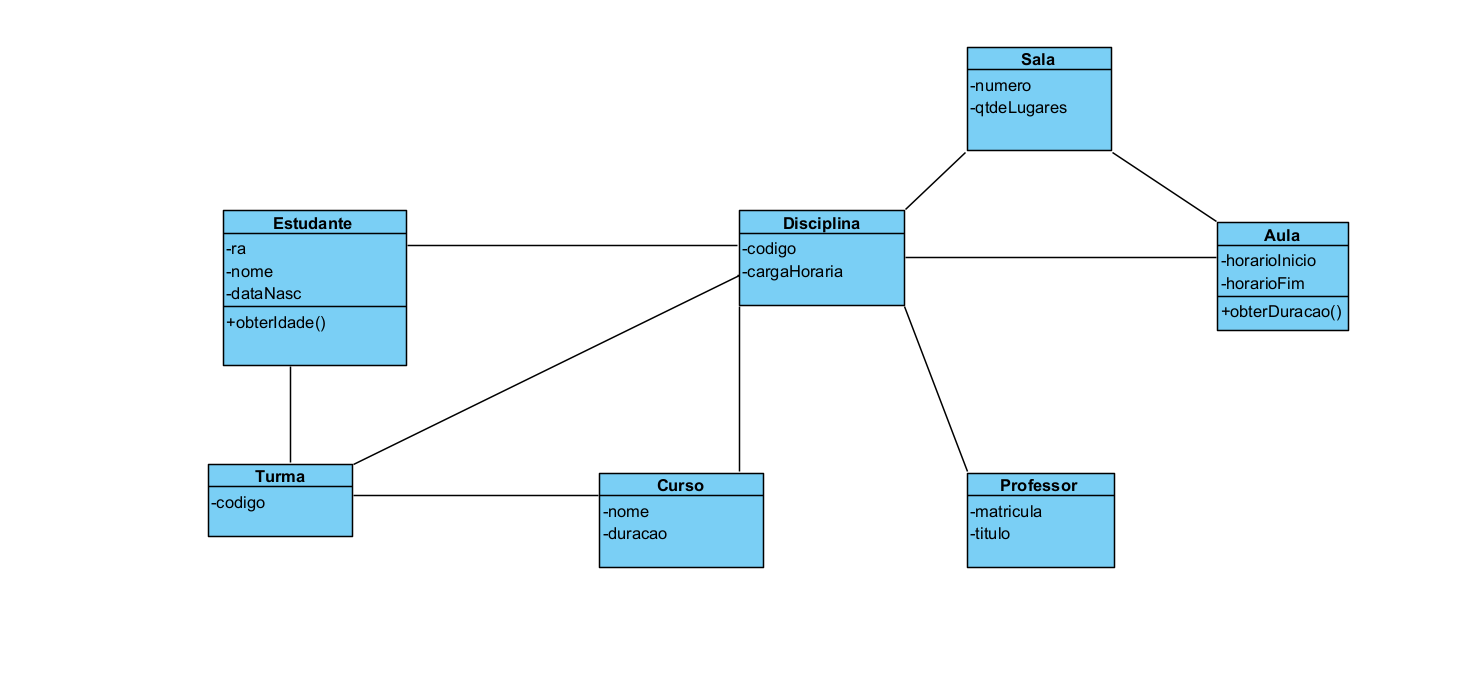 Sala
-numero
-qtdeLugares
Estudante
-ra
-nome
-dataNasc
+obterIdade()
Disciplina
-codigo
-cargaHoraria
Aula
-horarioInicio
-horarioFim
+obterDuracao()
Turma
-codigo
Curso
-nome
-duracao
Professor
-matricula
-titulo